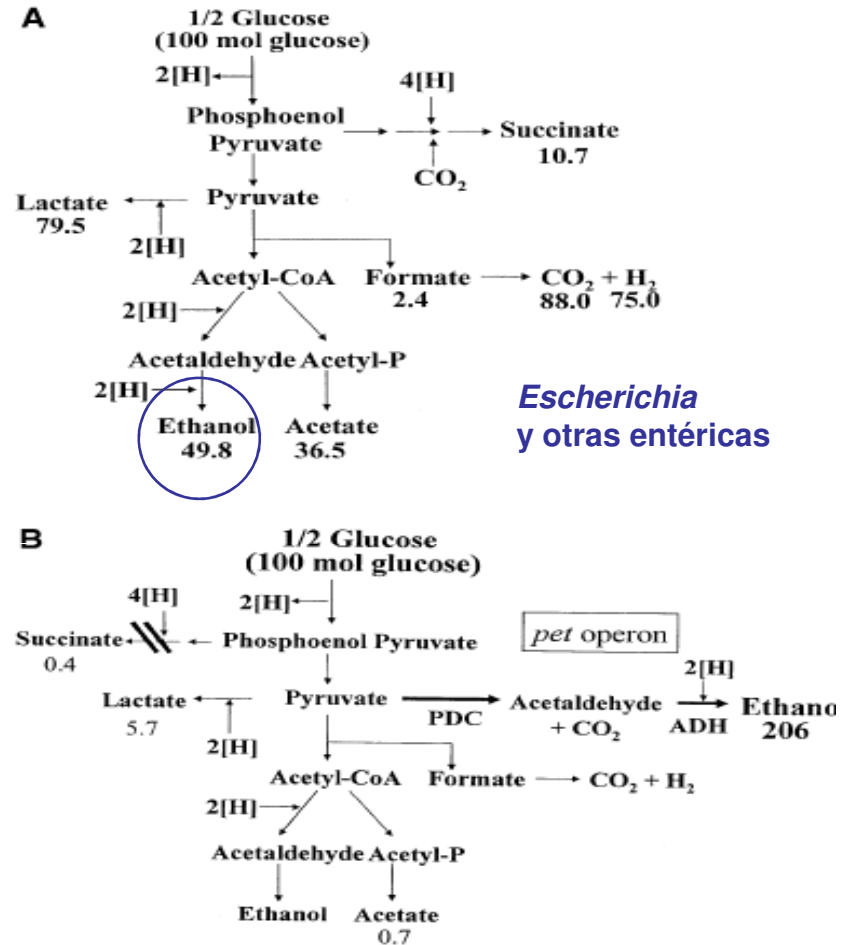 A
1/2 Glucose
(100 mol glucose)
2[H]
4[H]
Phosphoenol
Pyruvate
Succinate
10.7
CO₂
Lactate
79.5
Pyruvate
2[H]
Acetyl-CoA
Formate
2.4
CO₂ + H₂
88.0 75.0
2[H]
Acetaldehyde
Acetyl-P
2[H]
Ethanol
49.8
Acetate
36.5
Escherichia
y otras entéricas
B
1/2 Glucose
(100 mol glucose)
4[H]
2[H]
Succinate
0.4
Phosphoenol Pyruvate
pet operon
2[H]
Lactate
5.7
Pyruvate
PDC
Acetaldehyde
+ CO₂
ADH
Ethano
206
2[H]
Acetyl-CoA
Formate
CO₂ + H₂
2[H]
Acetaldehyde
Acetyl-P
Ethanol
Acetate
0.7